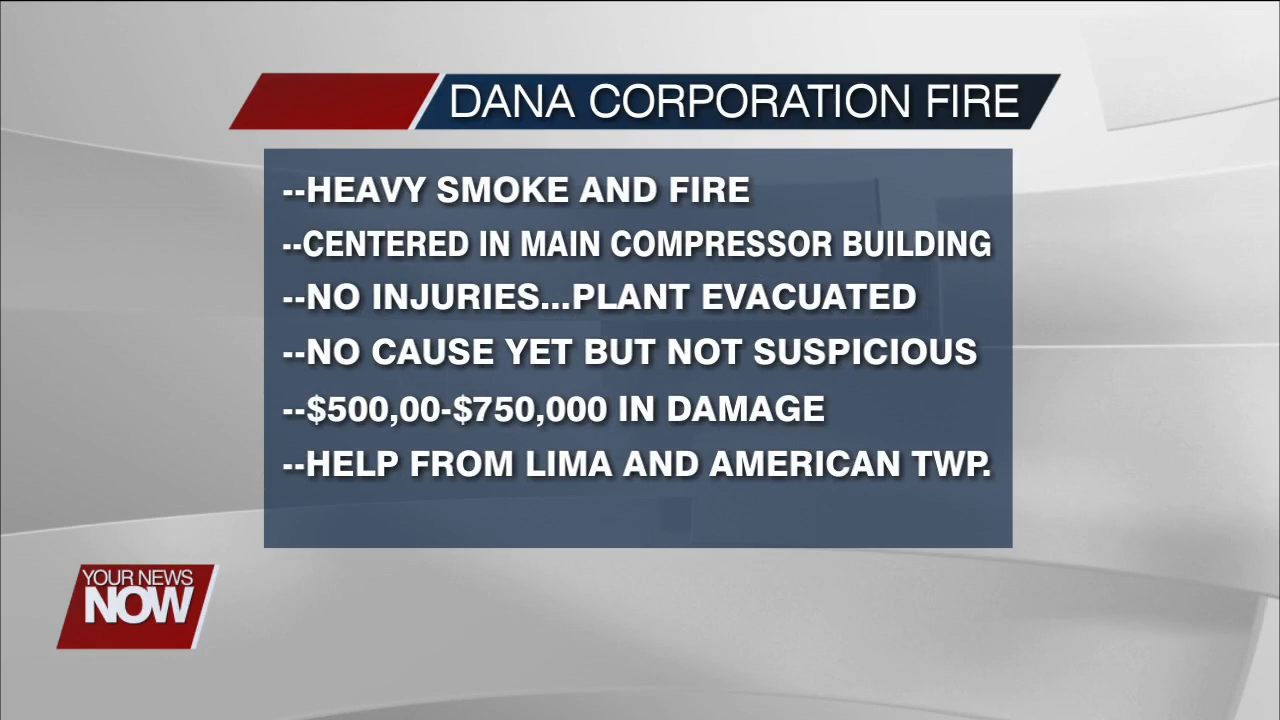 DANA CORPORATION FIRE
--HEAVY SMOKE AND FIRE
--CENTERED IN MAIN COMPRESSOR BUILDING
--NO INJURIES...PLANT EVACUATED
--NO CAUSE YET BUT NOT SUSPICIOUS
--$500,00-$750,000 IN DAMAGE
--HELP FROM LIMA AND AMERICAN TWP.
YOUR NEWS
NOW